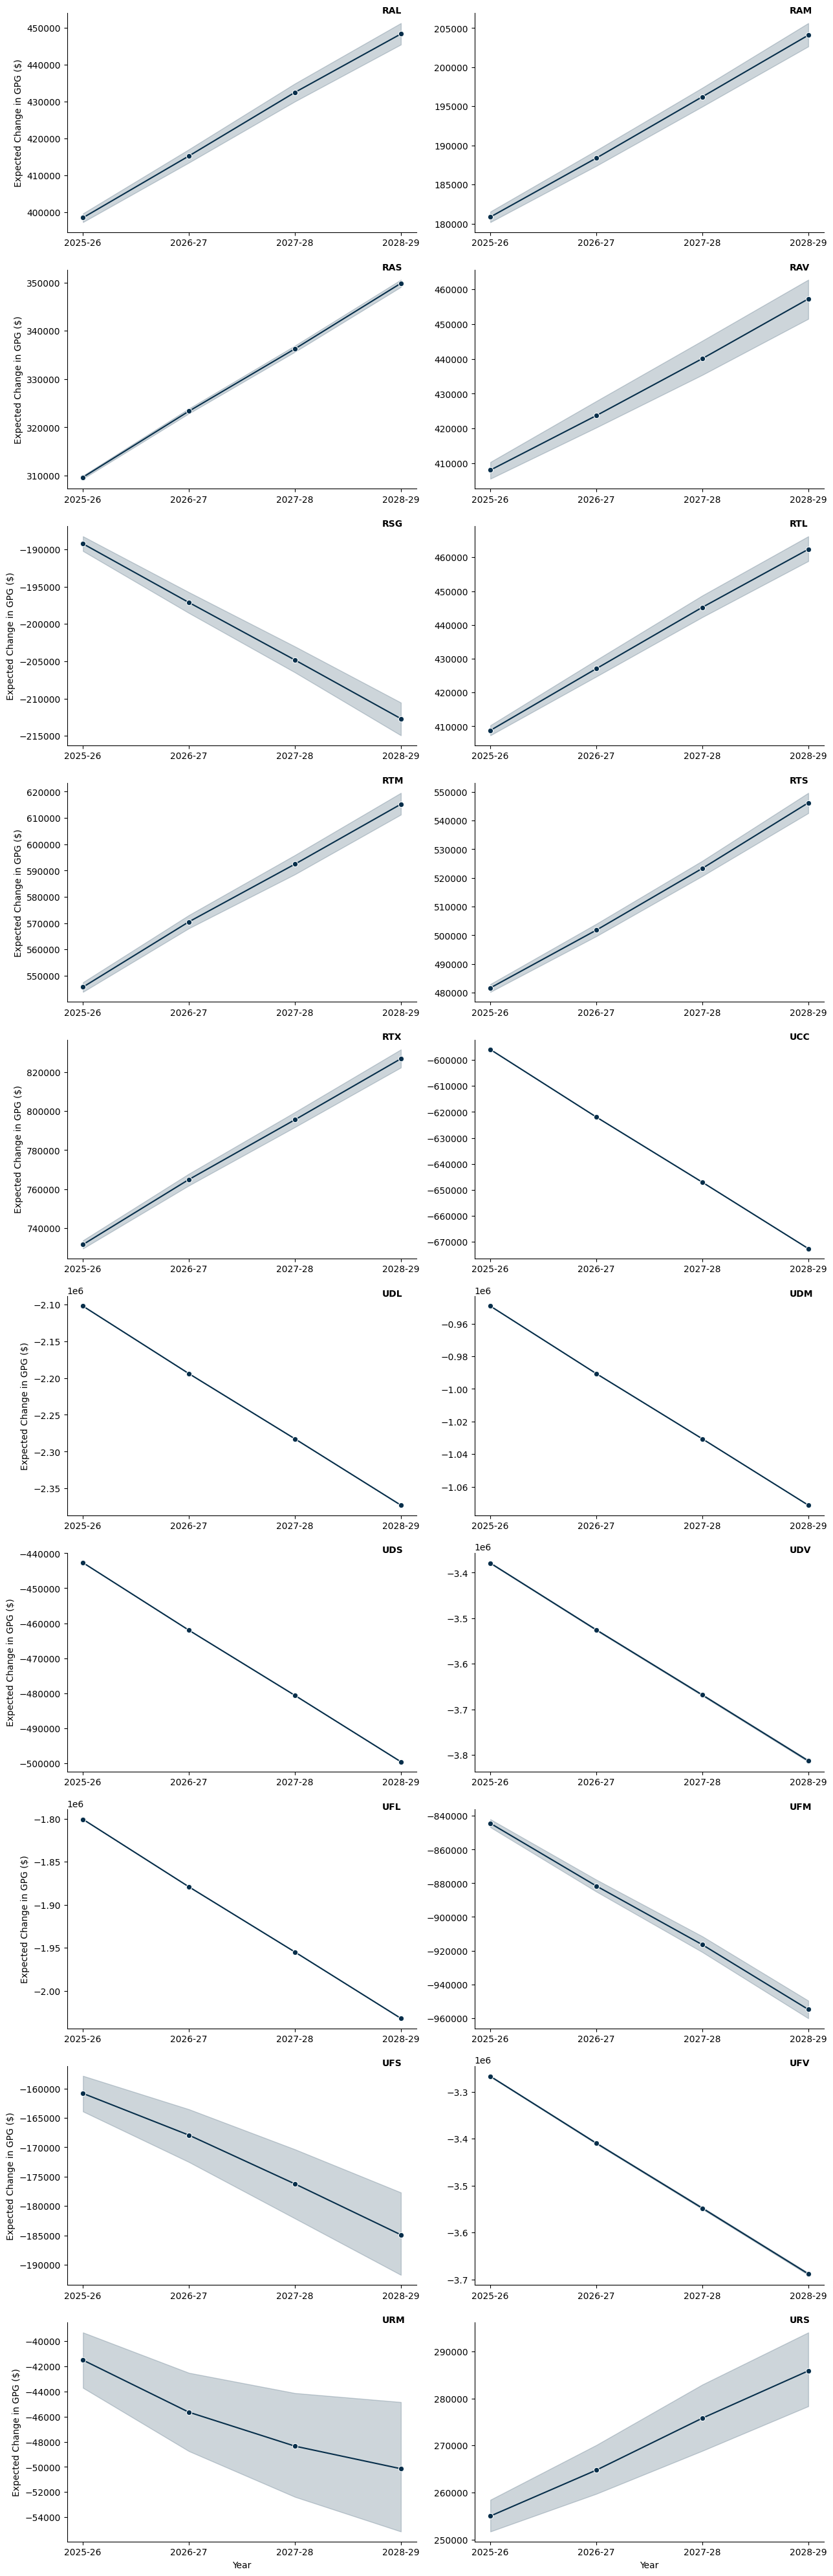 RAL
Expected Change in GPG ($)
450000
440000
430000
420000
410000
400000
2025-26 2026-27 2027-28 2028-29
RAM
205000
200000
195000
190000
185000
180000
2025-26 2026-27 2027-28 2028-29
RAS
Expected Change in GPG ($)
350000
340000
330000
320000
310000
2025-26 2026-27 2027-28 2028-29
RAV
460000
450000
440000
430000
420000
410000
2025-26 2026-27 2027-28 2028-29
RSG
Expected Change in GPG ($)
−190000
−195000
−200000
−205000
−210000
−215000
2025-26 2026-27 2027-28 2028-29
RTL
460000
450000
440000
430000
420000
410000
2025-26 2026-27 2027-28 2028-29
RTM
Expected Change in GPG ($)
620000
610000
600000
590000
580000
570000
560000
550000
2025-26 2026-27 2027-28 2028-29
RTS
550000
540000
530000
520000
510000
500000
490000
480000
2025-26 2026-27 2027-28 2028-29
RTX
Expected Change in GPG ($)
820000
800000
780000
760000
740000
2025-26 2026-27 2027-28 2028-29
UCC
−600000
−610000
−620000
−630000
−640000
−650000
−660000
−670000
2025-26 2026-27 2027-28 2028-29
UDL
1e6
Expected Change in GPG ($)
−2.10
−2.15
−2.20
−2.25
−2.30
−2.35
2025-26 2026-27 2027-28 2028-29
UDM
1e6
−0.96
−0.98
−1.00
−1.02
−1.04
−1.06
2025-26 2026-27 2027-28 2028-29
UDS
Expected Change in GPG ($)
−440000
−450000
−460000
−470000
−480000
−490000
−500000
2025-26 2026-27 2027-28 2028-29
UDV
1e6
−3.4
−3.5
−3.6
−3.7
−3.8
2025-26 2026-27 2027-28 2028-29
UFL
1e6
Expected Change in GPG ($)
−1.80
−1.85
−1.90
−1.95
−2.00
2025-26 2026-27 2027-28 2028-29
UFM
−840000
−860000
−880000
−900000
−920000
−940000
−960000
2025-26 2026-27 2027-28 2028-29
UFS
Expected Change in GPG ($)
−160000
−165000
−170000
−175000
−180000
−185000
−190000
2025-26 2026-27 2027-28 2028-29
UFV
1e6
−3.3
−3.4
−3.5
−3.6
−3.7
2025-26 2026-27 2027-28 2028-29
URM
Expected Change in GPG ($)
−40000
−42000
−44000
−46000
−48000
−50000
−52000
−54000
2025-26 2026-27 2027-28 2028-29
Year
URS
290000
280000
270000
260000
250000
2025-26 2026-27 2027-28 2028-29
Year